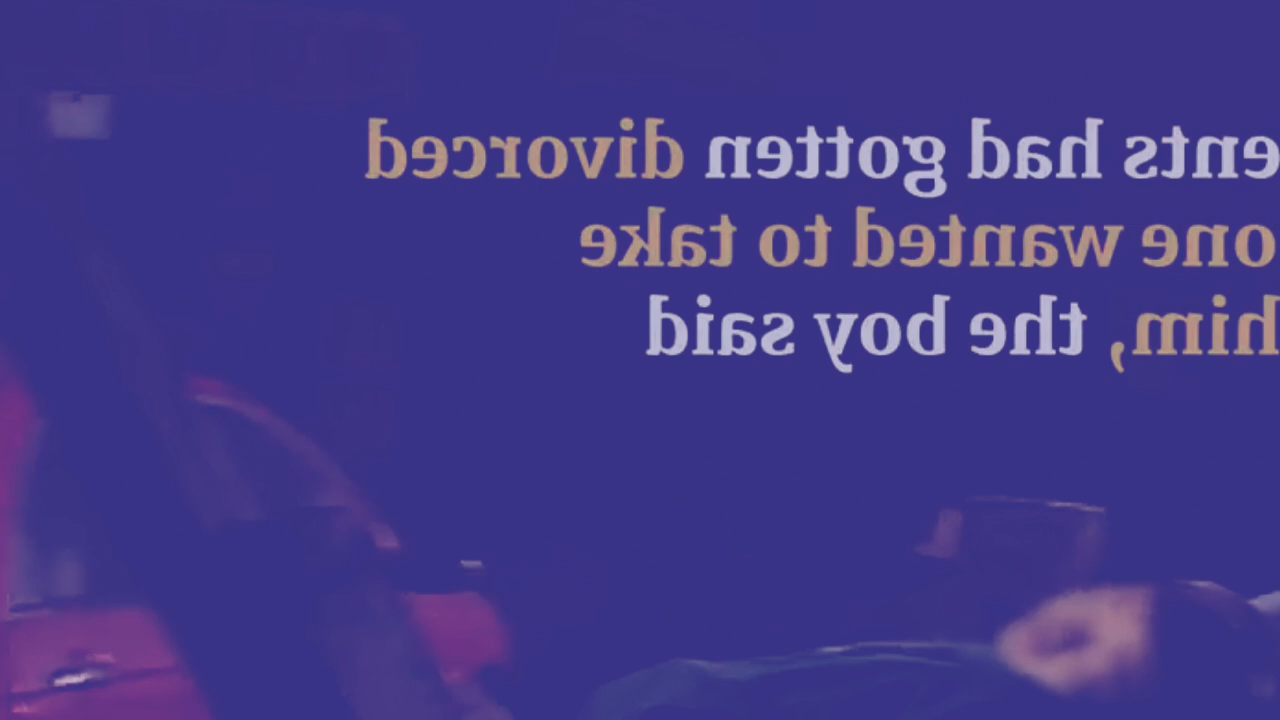 ents had gotten divorced
one wanted to take
him, the boy said